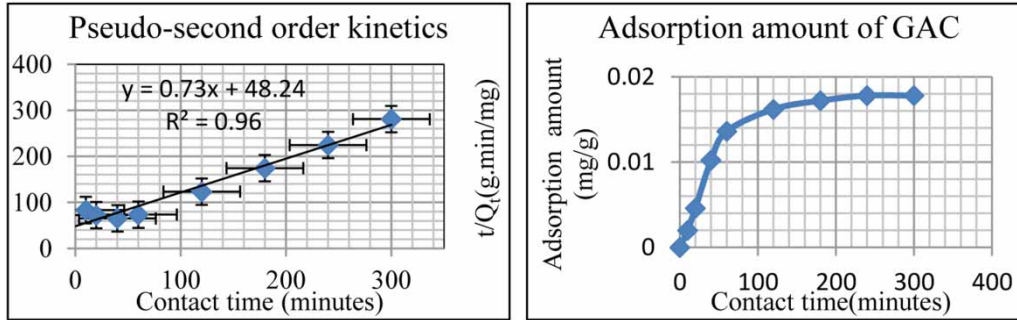 Pseudo-second order kinetics
400
300
200
100
0
y = 0.73x + 48.24
R² = 0.96
0 100 200 300
Contact time (minutes)
t/Qt(g.min/mg)
Adsorption amount of GAC
0.02
0.01
0
Adsorption amount
(mg/g)
0 100 200 300 400
Contact time(minutes)